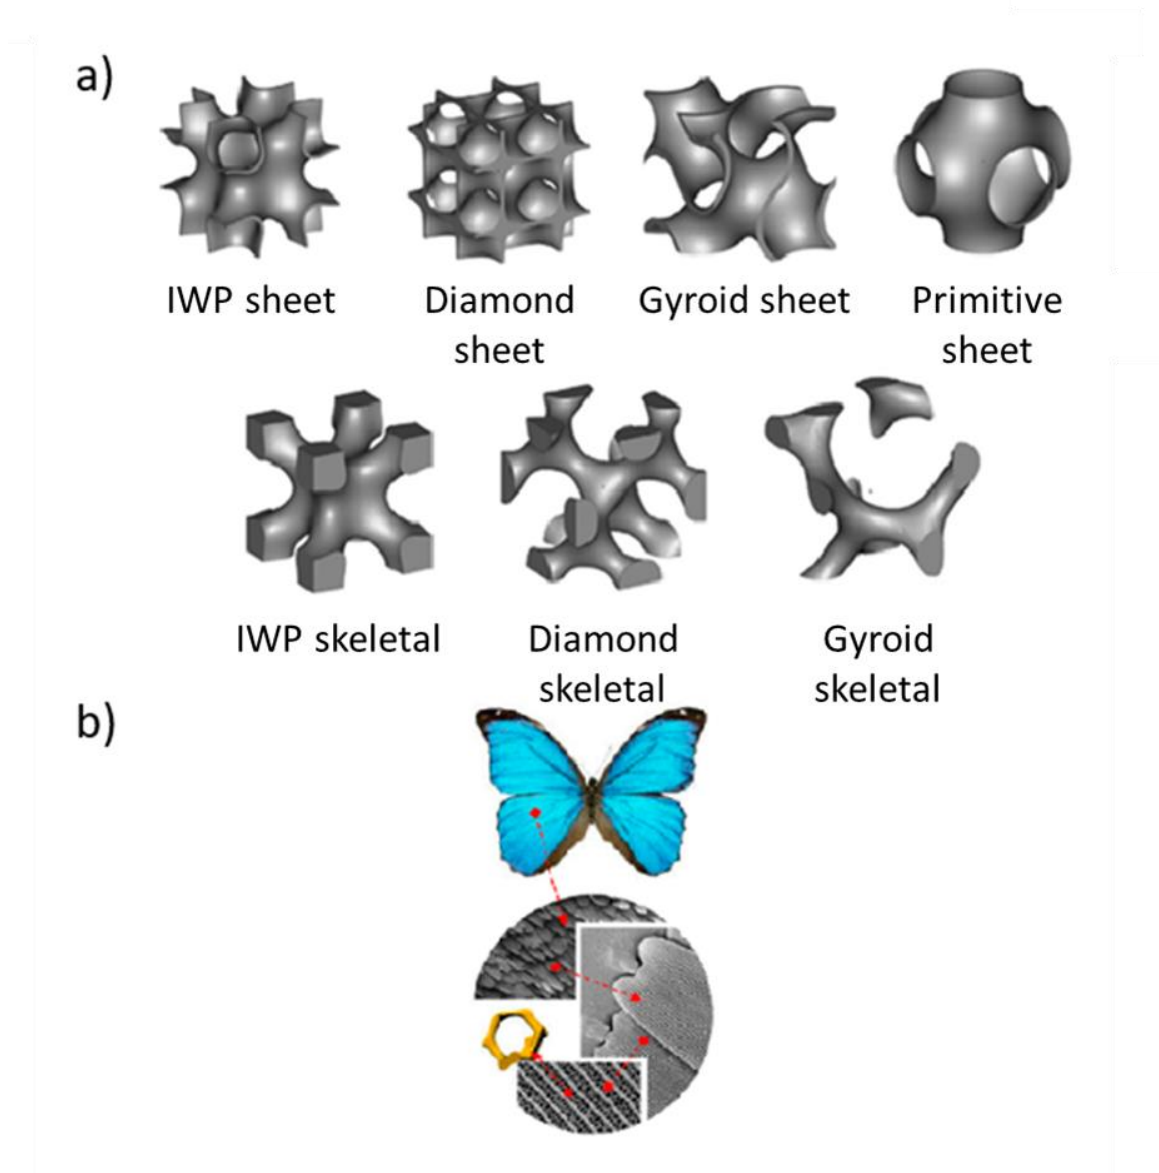 a)
IWP sheet
Diamond
sheet
Gyroid sheet
Primitive
sheet
IWP skeletal
Diamond
skeletal
Gyroid
skeletal
b)